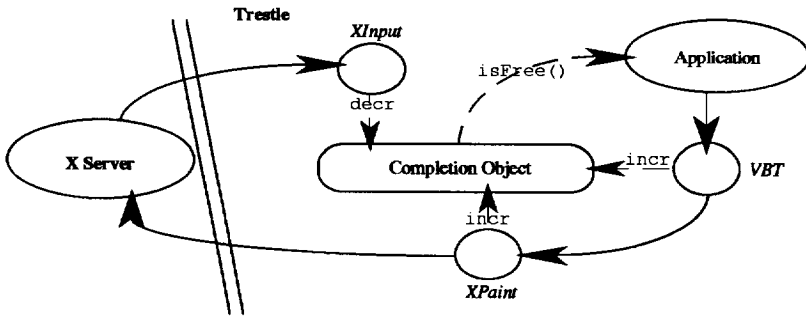 Trestle
XInput
isFree()
Application
decr
X Server
Completion Object
incr
VBT
incr
XPaint